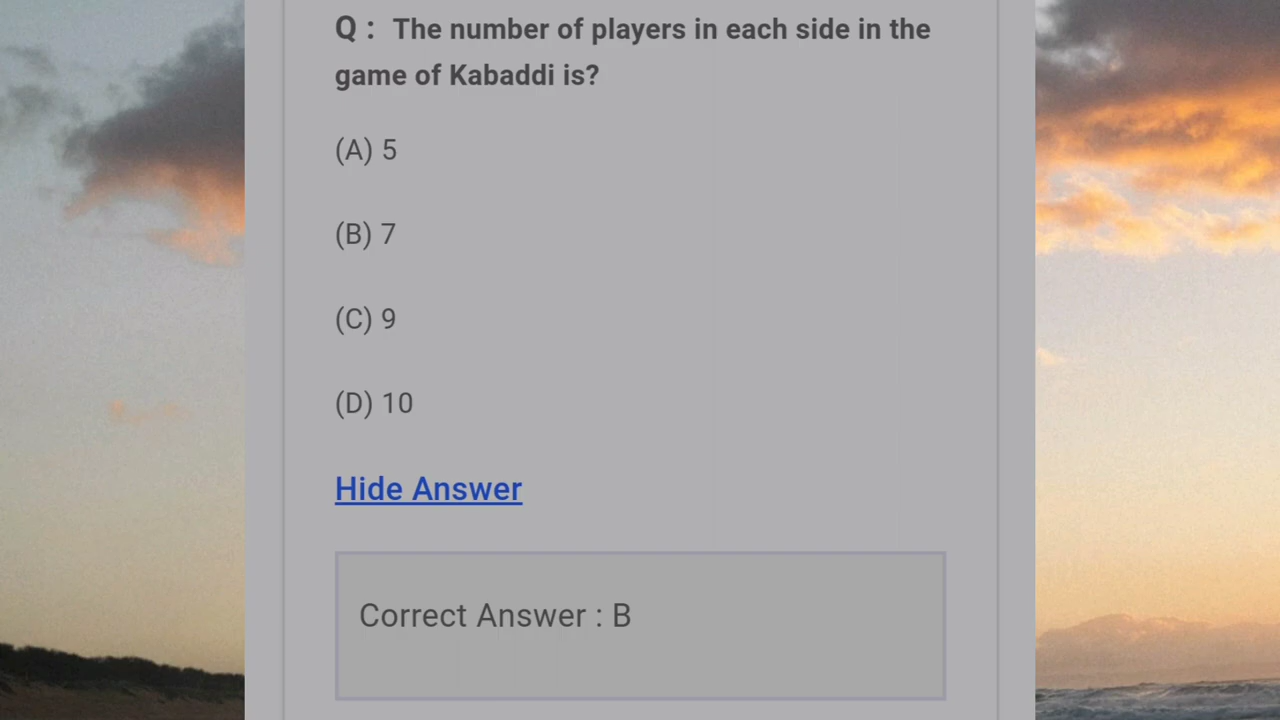 Q : The number of players in each side in the
game of Kabaddi is?
(A) 5
(B) 7
(C) 9
(D) 10
Hide Answer
Correct Answer : B